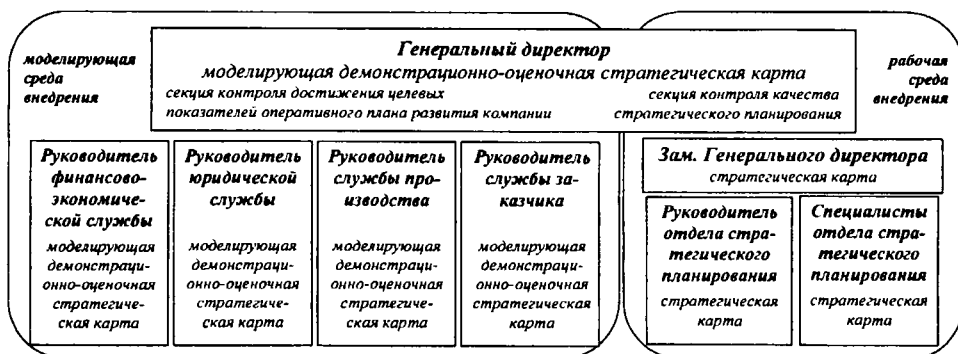 Генеральный директор
моделирующая демонстрационно-оценочная стратегическая карта
секция контроля достижения целевых
показателей оперативного плана развития компании
секция контроля качества
стратегического планирования
моделирующая
среда
внедрения
рабочая
среда
внедрения
Руководитель
финансово-
экономиче-
ской службы
моделирующая
демонстраци-
онно-оценочная
стратегиче-
ская карта
Руководитель
юридической
службы
моделирующая
демонстраци-
онно-оценочная
стратегиче-
ская карта
Руководитель
службы про-
изводства
моделирующая
демонстраци-
онно-оценочная
стратегиче-
ская карта
Руководитель
службы за-
казчика
моделирующая
демонстраци-
онно-оценочная
стратегическая
карта
Зам. Генерального директора
стратегическая карта
Руководитель
отдела стра-
тегического
планирования
стратегическая
карта
Специалисты
отдела стра-
тегического
планирования
стратегическая
карта